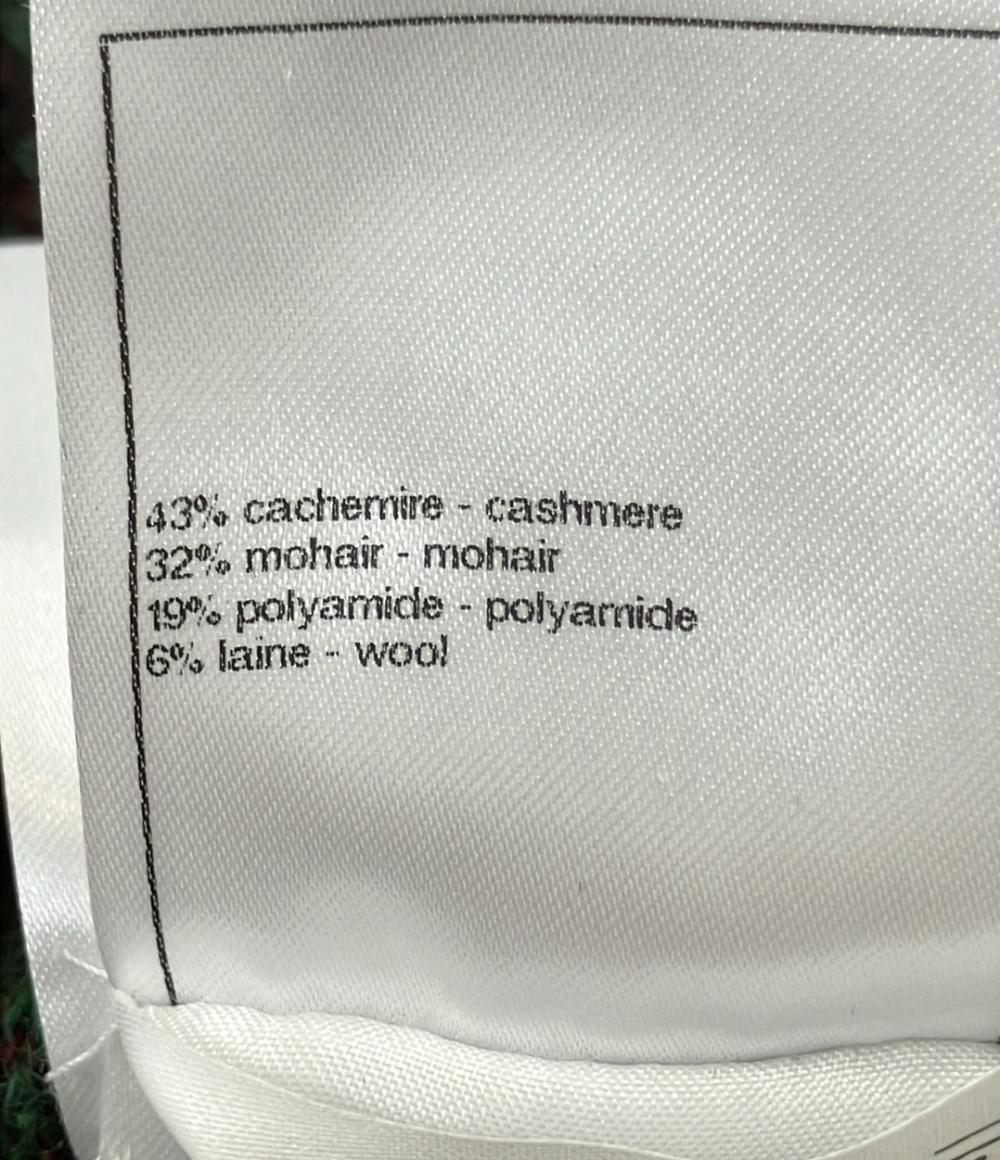 43% cachemire - cashmere
32% mohair - mohair
19% polyamide - polyamide
6% laine - wool